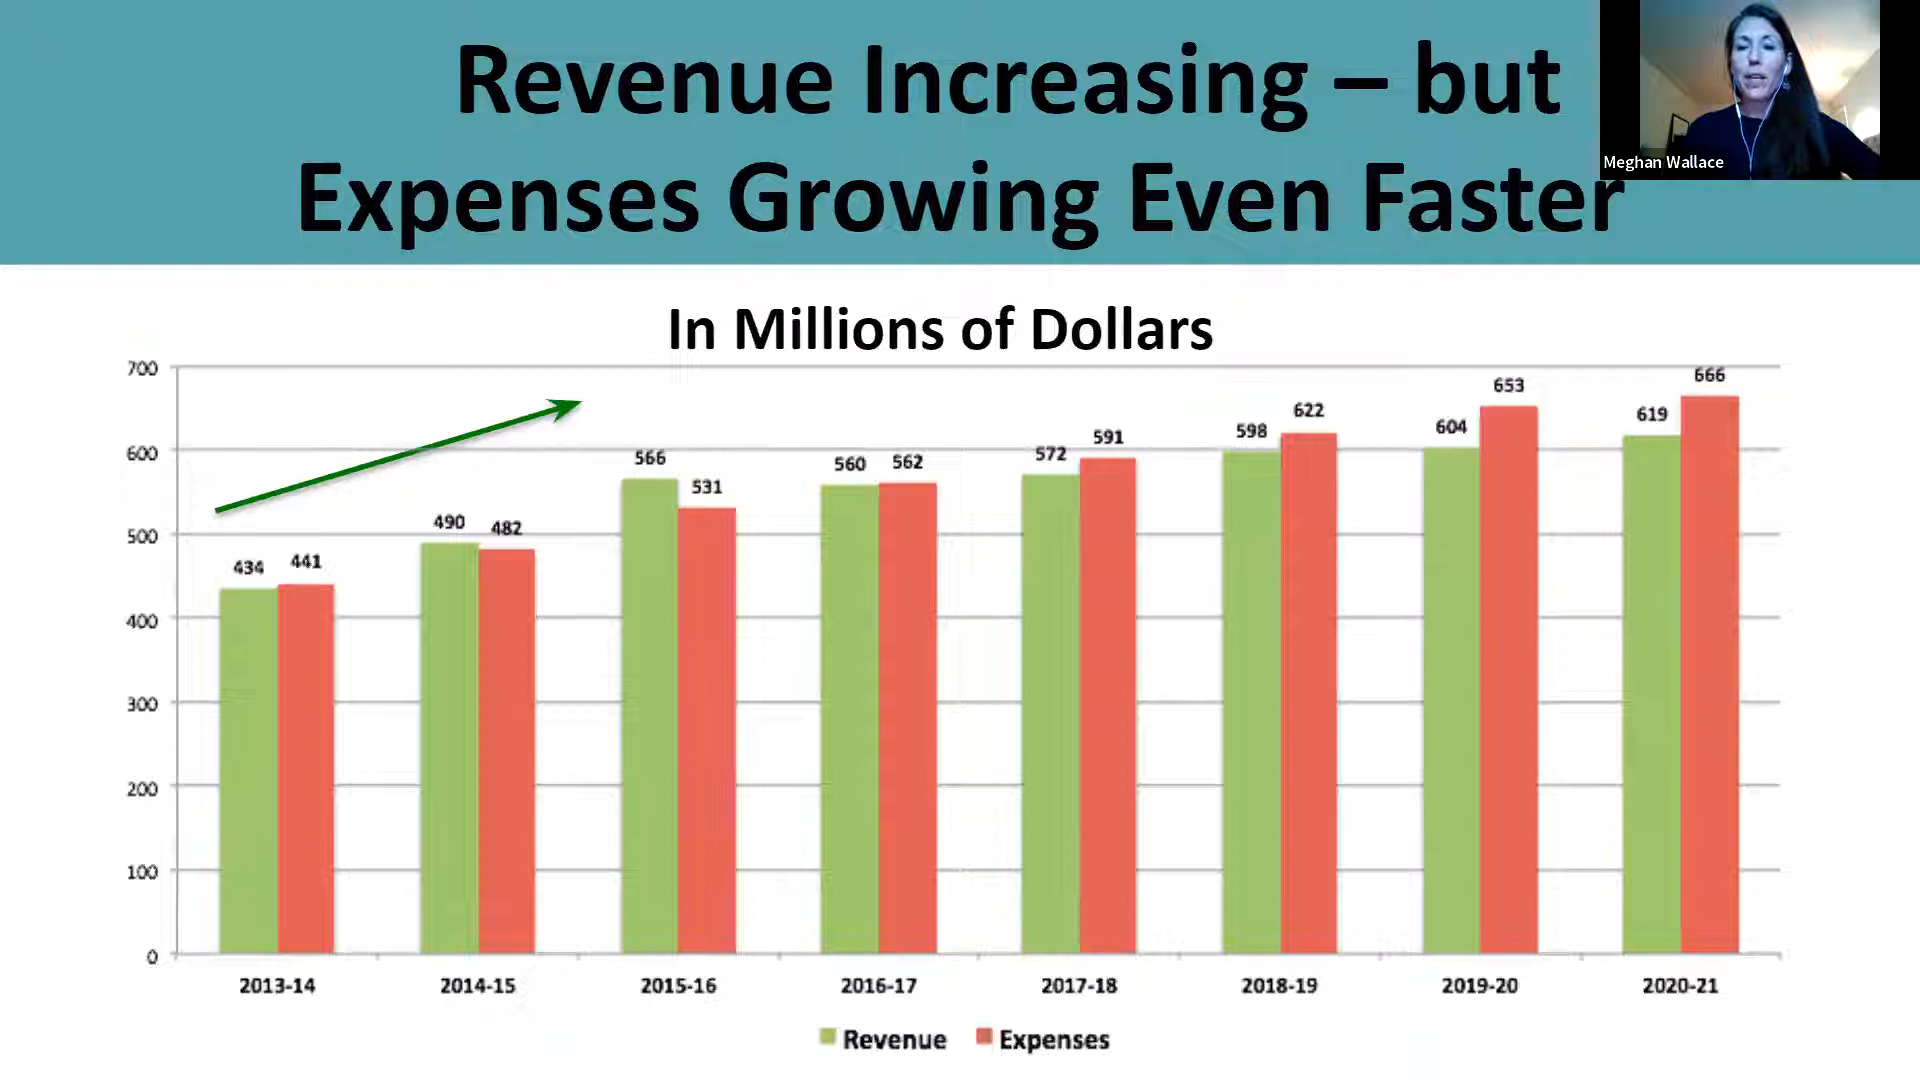 Revenue Increasing – but
Expenses Growing Even Faster
Meghan Wallace
In Millions of Dollars
700
600
500
400
300
200
100
0
434 441
490 482
566 531
560 562
572 591
598 622
604 653
619 666
2013-14 2014-15 2015-16 2016-17 2017-18 2018-19 2019-20 2020-21
Revenue Expenses